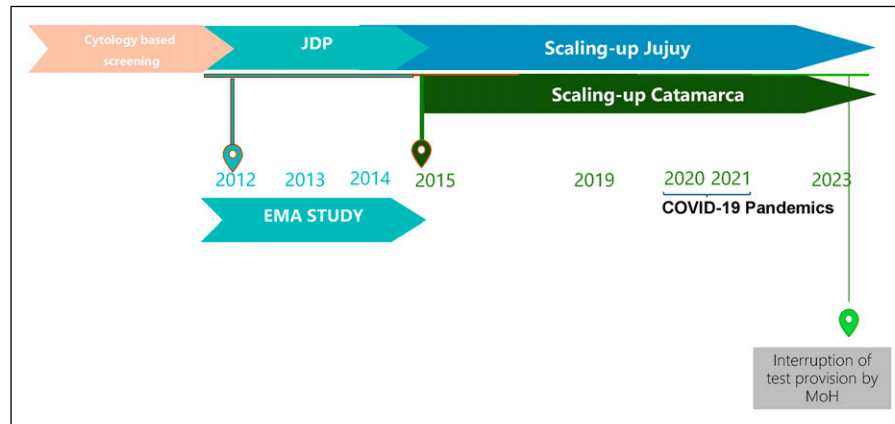 Cytology based
screening
JDP
Scaling-up Jujuy
Scaling-up Catamarca
2012
2013
2014
2015
2019
2020
2021
2023
EMA STUDY
COVID-19 Pandemics
Interruption of
test provision by
MoH